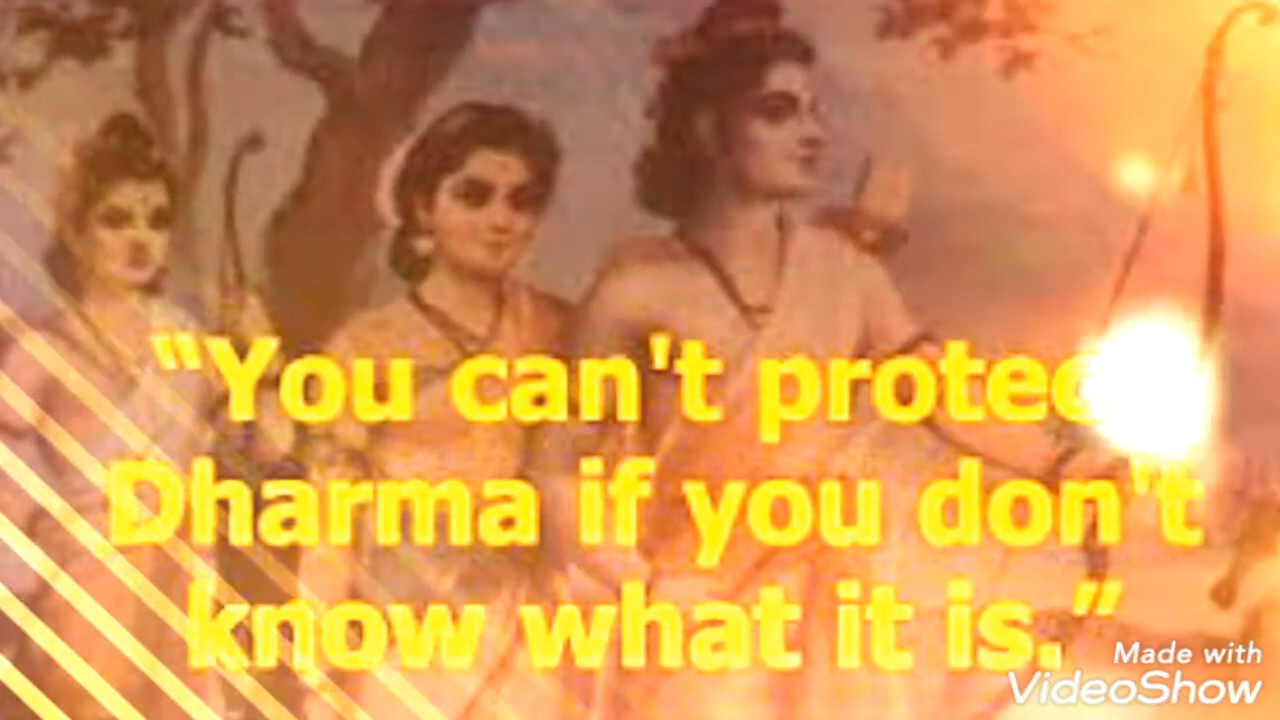 “You can't protec
Dharma if you don't
know what it is.”
Made with
VideoShow